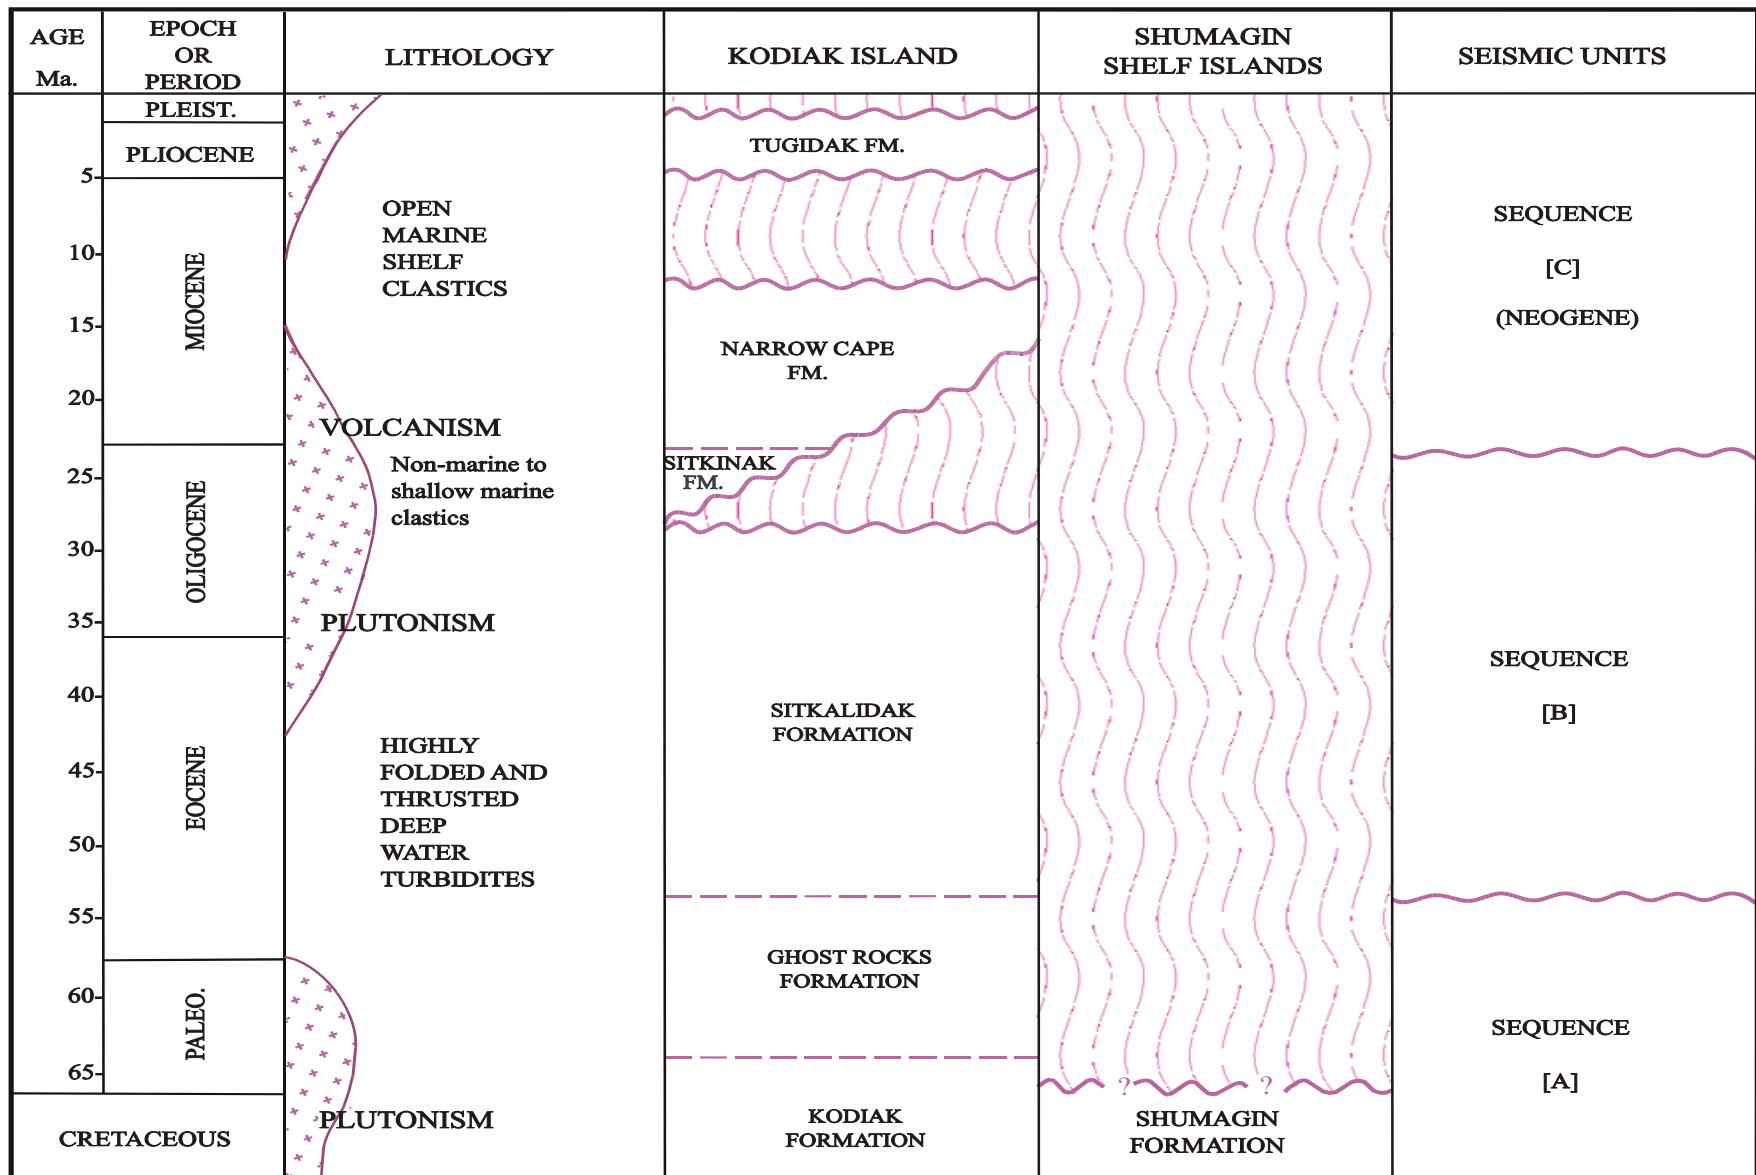 AGE
Ma.
EPOCH
OR
PERIOD
LITHOLOGY
KODIAK ISLAND
SHUMAGIN
SHELF ISLANDS
SEISMIC UNITS
PLEIST.
PLIOCENE
MIOCENE
OLIGOCENE
EOCENE
PALEO.
CRETACEOUS
5
10
15
20
25
30
35
40
45
50
55
60
65
OPEN
MARINE
SHELF
CLASTICS
VOLCANISM
Non-marine to
shallow marine
clastics
PLUTONISM
HIGHLY
FOLDED AND
THRUSTED
DEEP
WATER
TURBIDITES
PLUTONISM
TUGIDAK FM.
NARROW CAPE
FM.
SITKINAK
FM.
SITKALIDAK
FORMATION
GHOST ROCKS
FORMATION
KODIAK
FORMATION
? ?
SHUMAGIN
FORMATION
SEQUENCE
[C]
(NEOGENE)
SEQUENCE
[B]
SEQUENCE
[A]